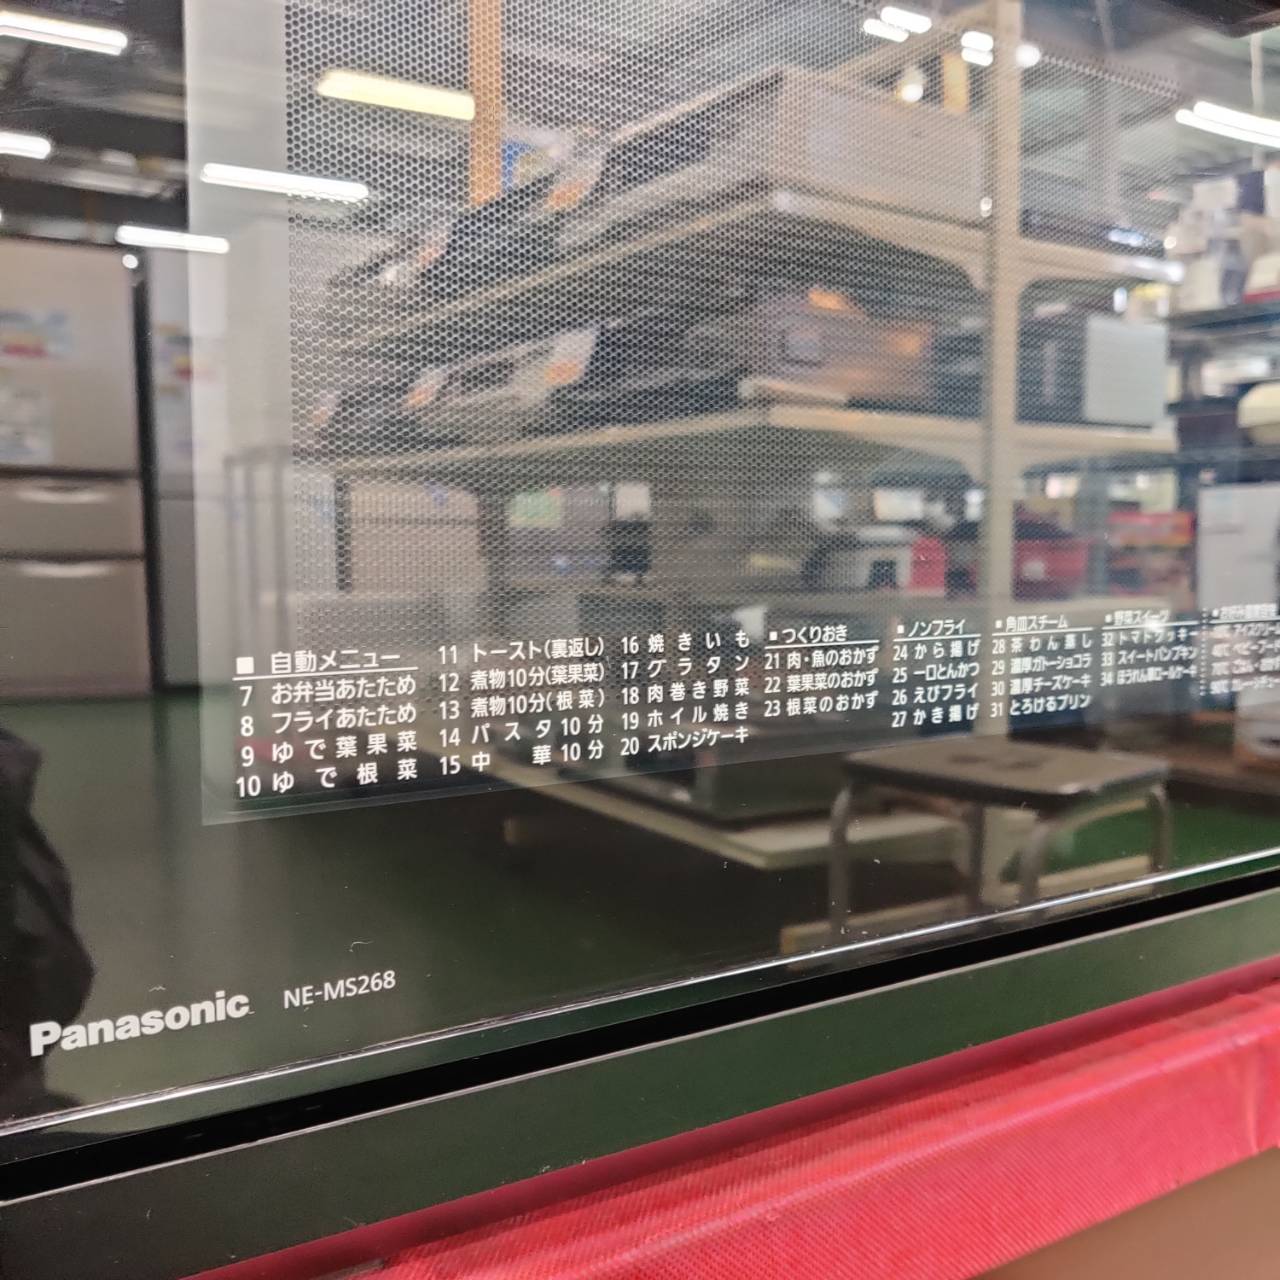 ■ 自動メニュー
7 お弁当あたため
8 フライあたため
9 ゆで葉果菜
10 ゆで根菜
11 トースト(裏返し)
12 煮物10分(葉果菜)
13 煮物10分(根菜)
14 パスタ10分
15 中華10分
16 焼きいも
17 グラタン
18 肉巻き野菜
19 ホイル焼き
20 スポンジケーキ
■ つくりおき
21 肉・魚のおかず
22 葉果菜のおかず
23 根菜のおかず
■ ノンフライ
24 から揚げ
25 一口とんかつ
26 えびフライ
27 かき揚げ
■ 角皿スチーム
28 茶わん蒸し
29 濃厚ガトーショコラ
30 濃厚チーズケーキ
31 とろけるプリン
■ 野菜スイーツ
32 トマトクッキー
33 スイートパンプキン
34 ほうれん草ロールケーキ
Panasonic NE-MS268